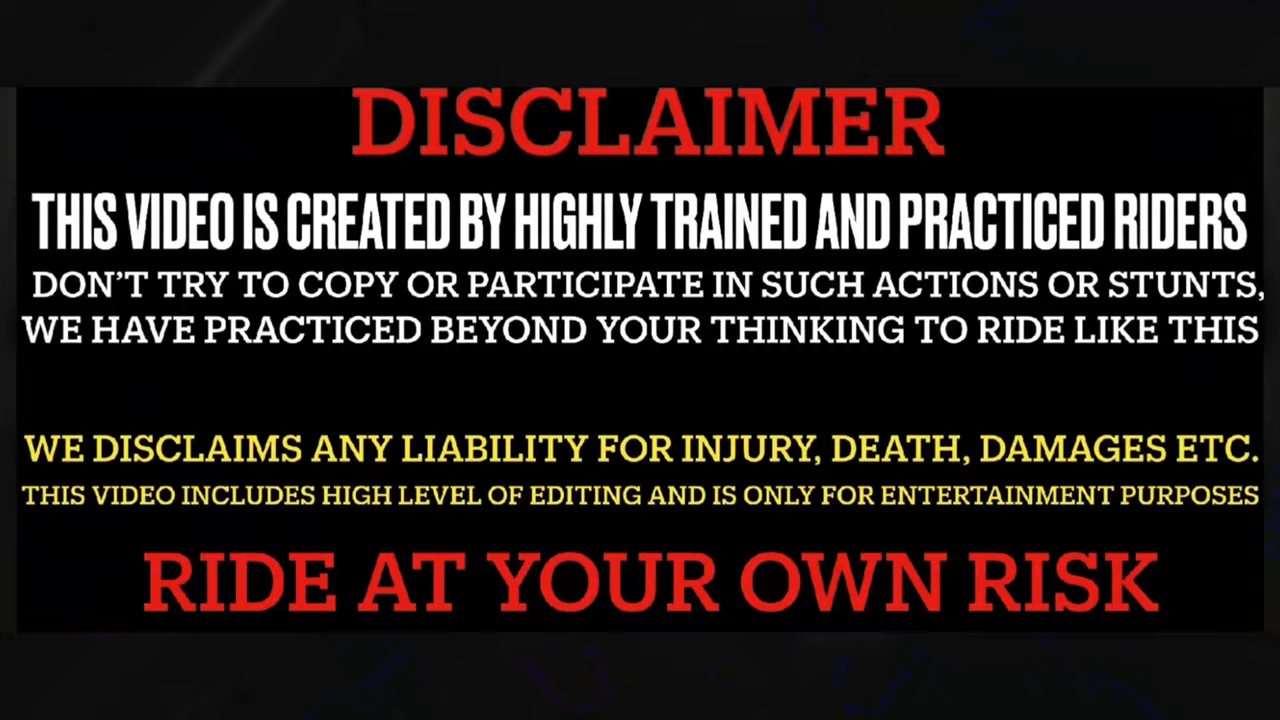 DISCLAIMER
THIS VIDEO IS CREATED BY HIGHLY TRAINED AND PRACTICED RIDERS
DON'T TRY TO COPY OR PARTICIPATE IN SUCH ACTIONS OR STUNTS,
WE HAVE PRACTICED BEYOND YOUR THINKING TO RIDE LIKE THIS
WE DISCLAIMS ANY LIABILITY FOR INJURY, DEATH, DAMAGES ETC.
THIS VIDEO INCLUDES HIGH LEVEL OF EDITING AND IS ONLY FOR ENTERTAINMENT PURPOSES
RIDE AT YOUR OWN RISK